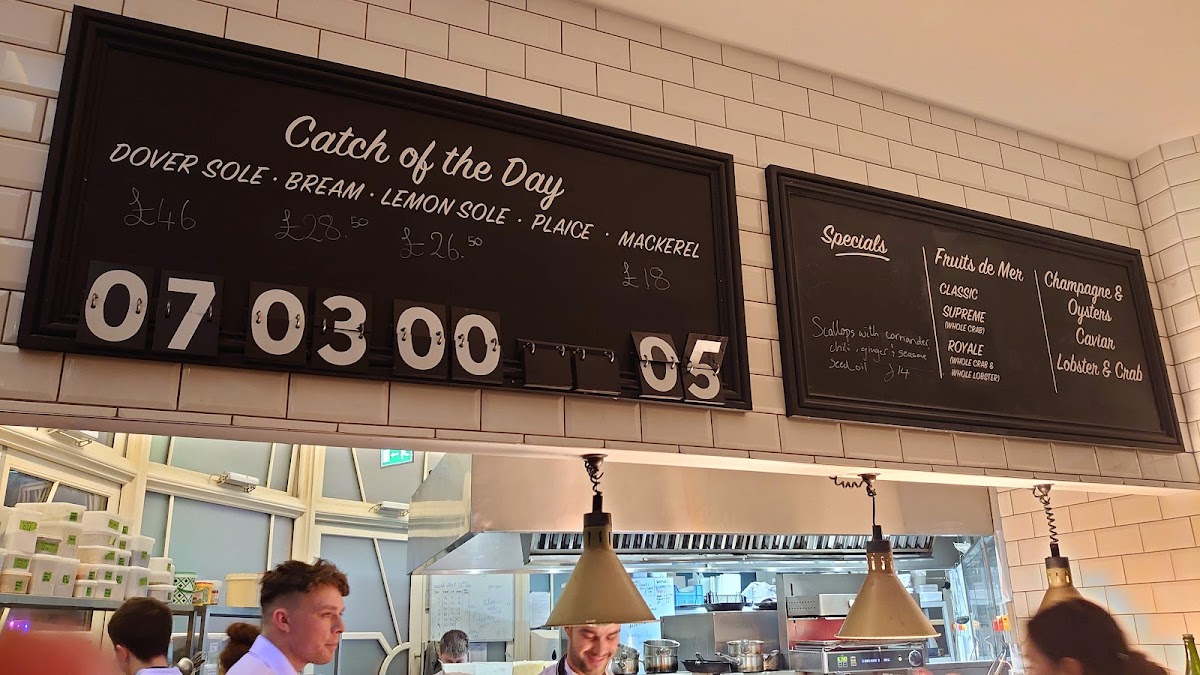 Catch of the Day
DOVER SOLE · BREAM · LEMON SOLE · PLAICE · MACKEREL
£46 £28.50 £26.50 £18
07 03 00 05
Specials
Scallops with corriander
chili, ginger, seasame
seed oil £14
Fruits de Mer
CLASSIC
SUPREME
(WHOLE CRAB)
ROYALE
(WHOLE CRAB &
WHOLE LOBSTER)
Champagne &
Oysters
Caviar
Lobster & Crab